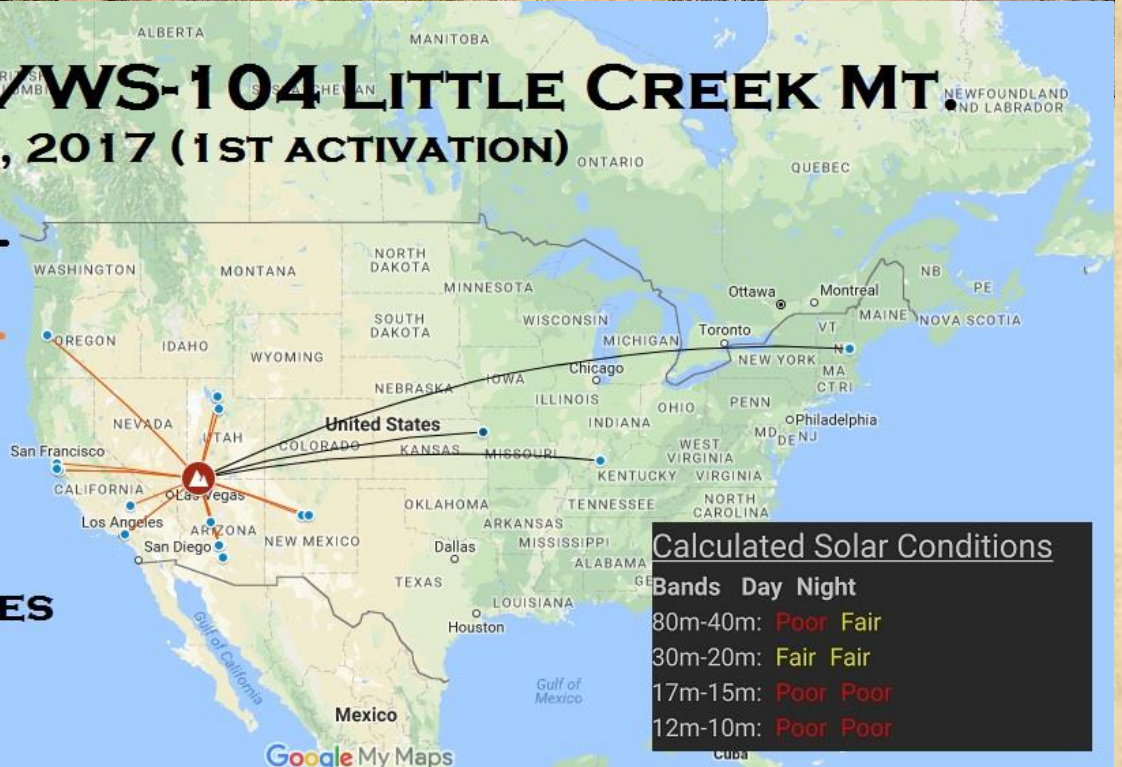 ALBERTA
MANITOBA
/WS-104 LITTLE CREEK MT.
NEWFOUNDLAND
AND LABRADOR
, 2017 (1ST ACTIVATION)
ONTARIO
QUEBEC
WASHINGTON
MONTANA
NORTH
DAKOTA
MINNESOTA
Ottawa
Montreal
NB
PE
MAINE
NOVA SCOTIA
OREGON
IDAHO
SOUTH
DAKOTA
WISCONSIN
MICHIGAN
Toronto
VT
WYOMING
NEW YORK
MA
CT RI
Chicago
NEBRASKA
IOWA
ILLINOIS
INDIANA
OHIO
PENN
Philadelphia
MD
DE
NJ
NEVADA
UTAH
United States
COLORADO
KANSAS
MISSOURI
WEST
VIRGINIA
KENTUCKY
VIRGINIA
San Francisco
CALIFORNIA
Las Vegas
Los Angeles
ARIZONA
NEW MEXICO
OKLAHOMA
ARKANSAS
TENNESSEE
NORTH
CAROLINA
San Diego
Dallas
MISSISSIPPI
ALABAMA
TEXAS
LOUISIANA
Houston
ES
Gulf of California
Gulf of
Mexico
Mexico
Cuba
Google My Maps
Calculated Solar Conditions
Bands Day Night
80m-40m: Poor Fair
30m-20m: Fair Fair
17m-15m: Poor Poor
12m-10m: Poor Poor